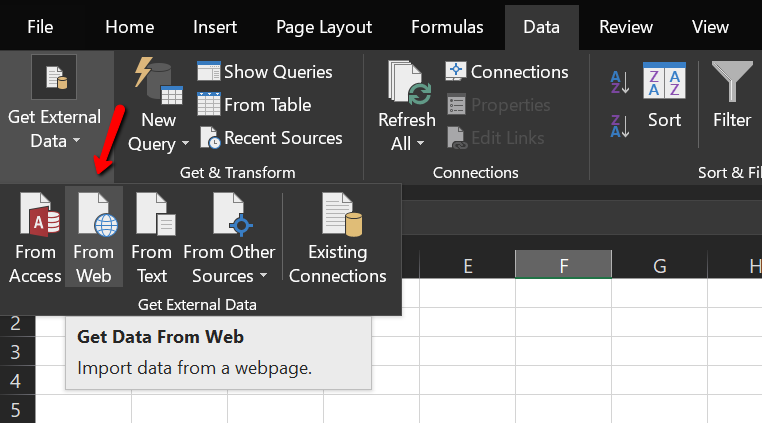 File Home Insert Page Layout Formulas Data Review View
Get External
Data
New
Query
Show Queries
From Table
Recent Sources
Get & Transform
Refresh
All
Connections
Properties
Edit Links
Connections
A
Z
Z
A
Z A
A Z
Sort
Filter
Sort & Fil
A
From
Access
From
Web
From
Text
From Other
Sources
Existing
Connections
Get External Data
E F G H
2
3
4
5
Get Data From Web
Import data from a webpage.